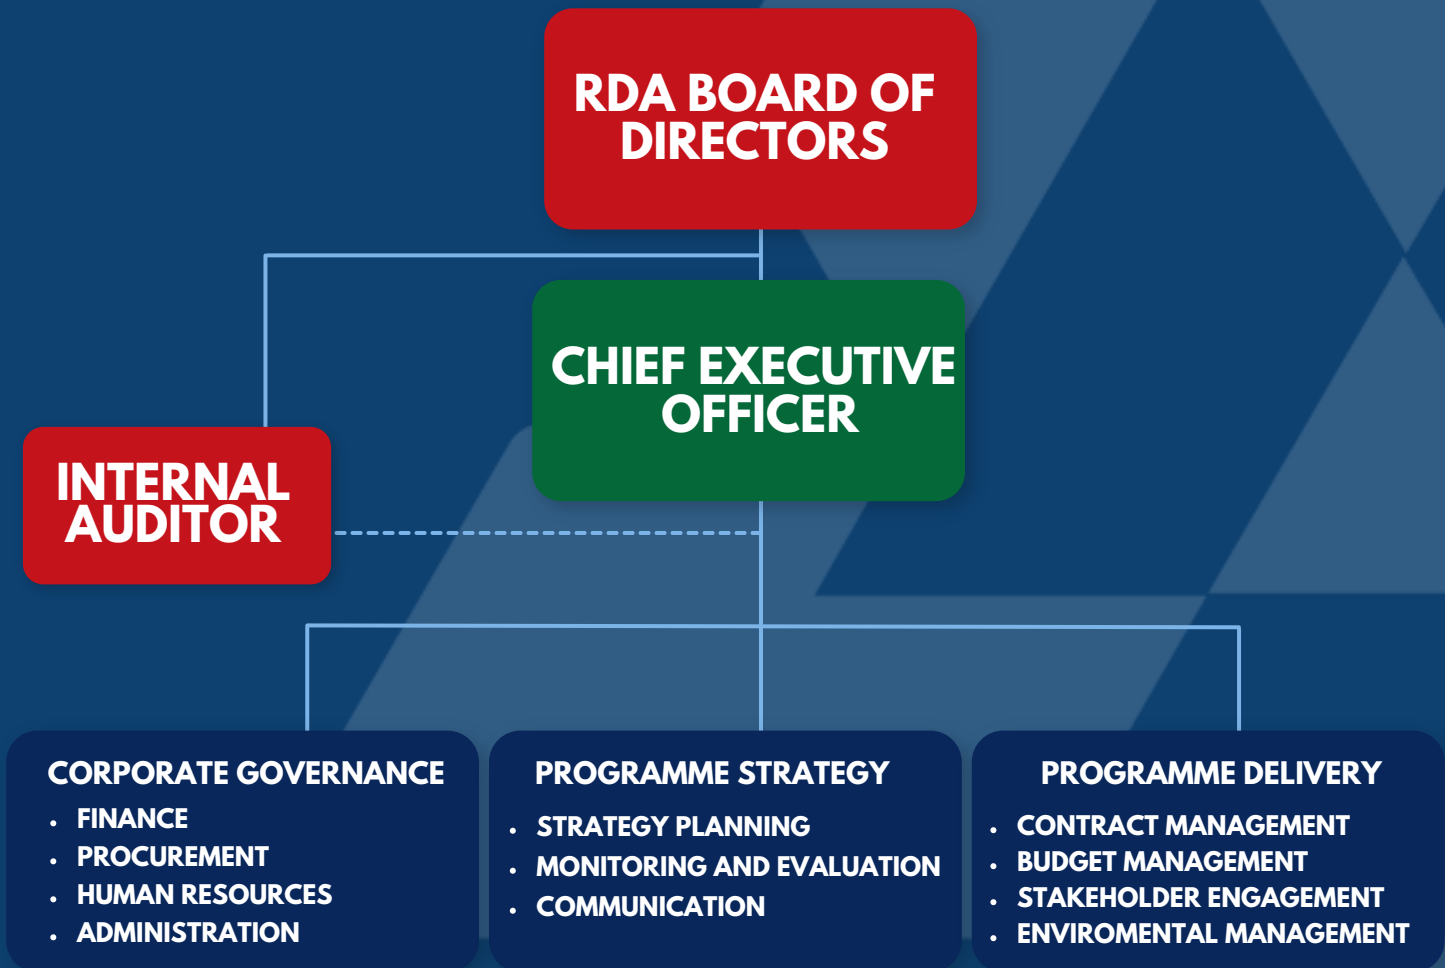 RDA BOARD OF
DIRECTORS
CHIEF EXECUTIVE
OFFICER
INTERNAL
AUDITOR
CORPORATE GOVERNANCE
• FINANCE
• PROCUREMENT
• HUMAN RESOURCES
• ADMINISTRATION
PROGRAMME STRATEGY
• STRATEGY PLANNING
• MONITORING AND EVALUATION
• COMMUNICATION
PROGRAMME DELIVERY
• CONTRACT MANAGEMENT
• BUDGET MANAGEMENT
• STAKEHOLDER ENGAGEMENT
• ENVIROMENTAL MANAGEMENT